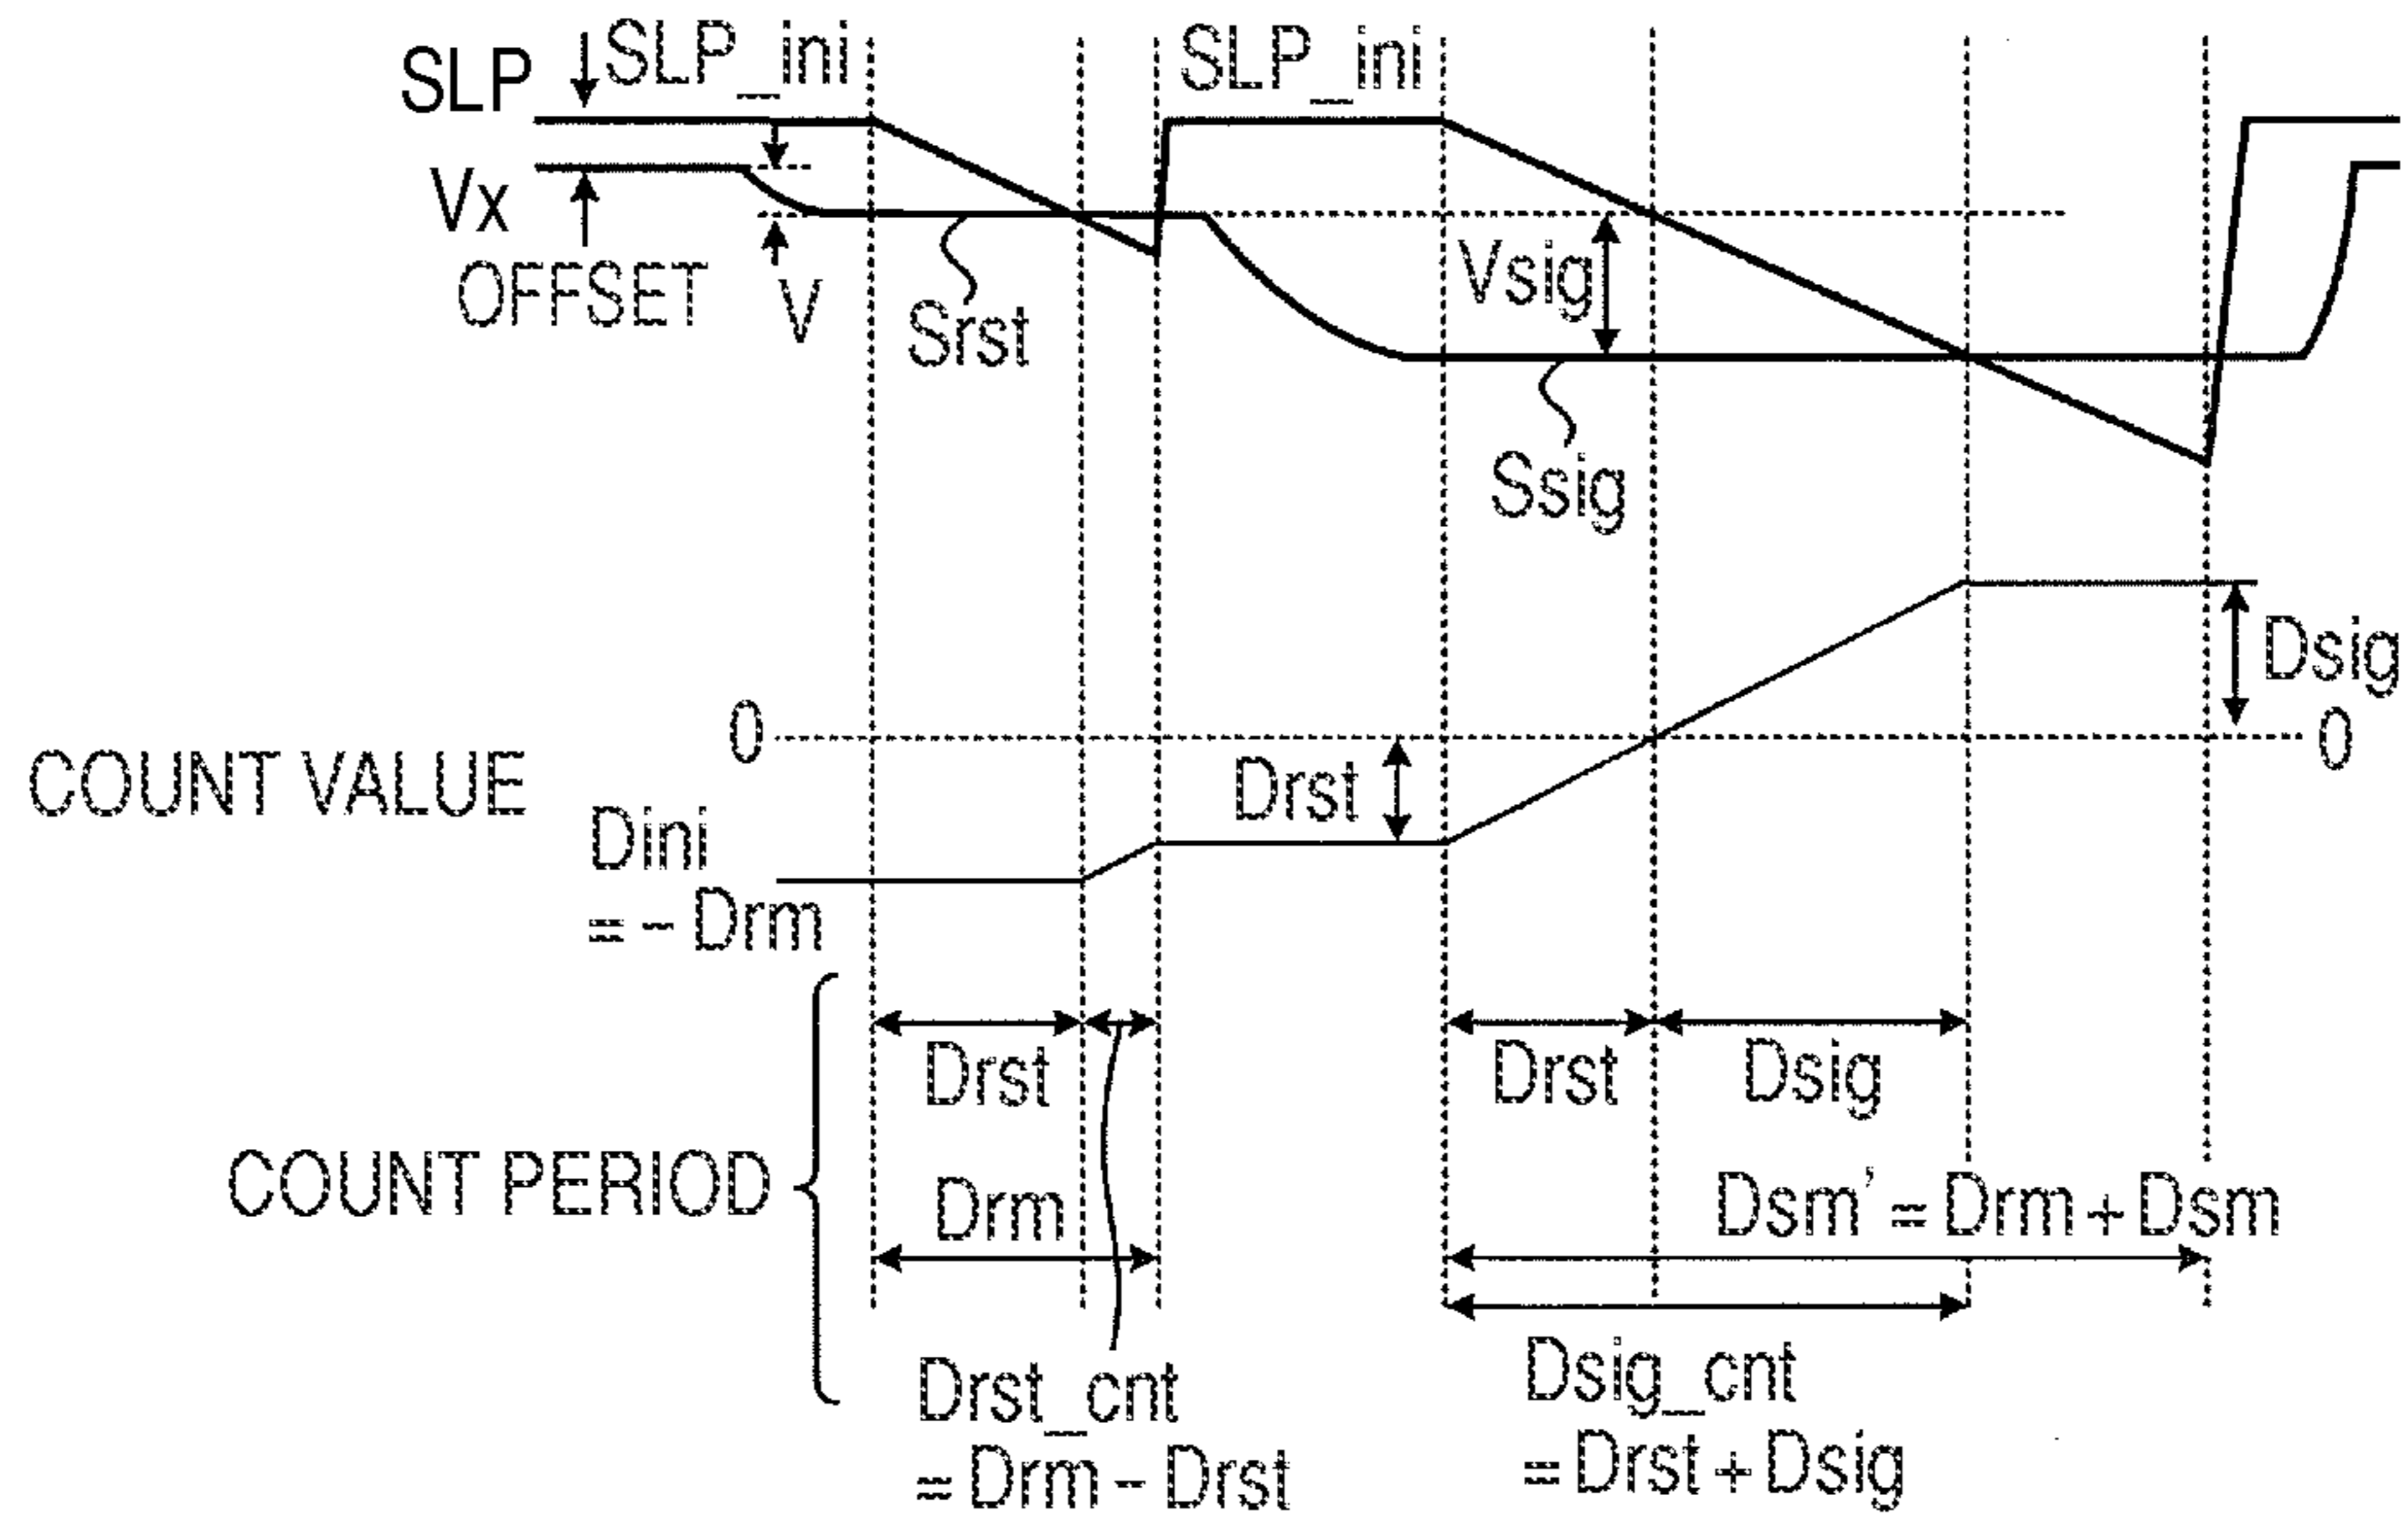 SLP
SLP_ini
SLP_ini
Vx
OFFSET
V
Srst
Vsig
Ssig
Dsig
0
0
COUNT VALUE
Drst
Dini
= - Drm
Drst
Drst
Dsig
COUNT PERIOD
Drm
Dsm' = Drm + Dsm
Drst_cnt
= Drm - Drst
Dsig_cnt
= Drst + Dsig